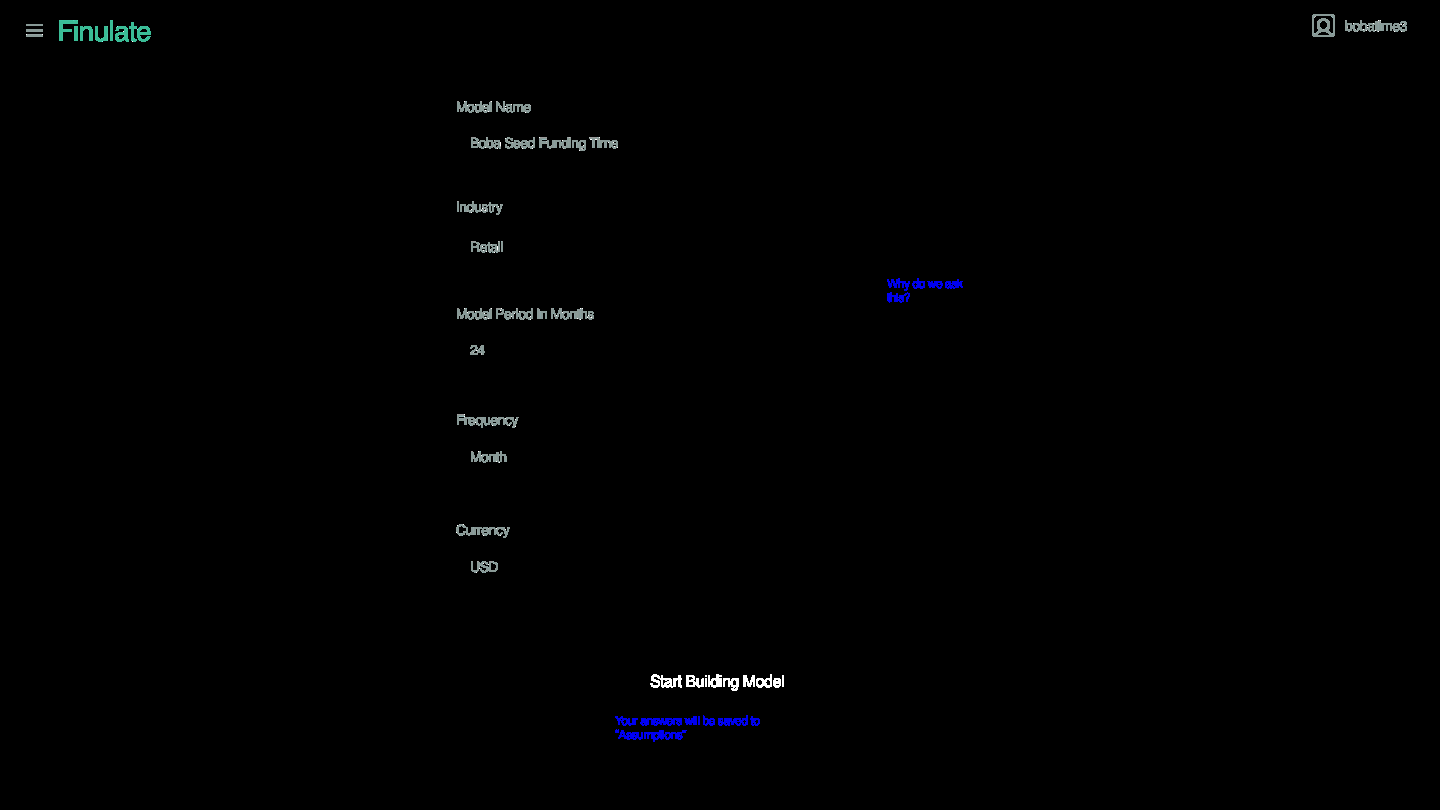 Finulate
bobatime3
Model Name
Boba Seed Funding Time
Industry
Retail
Why do we ask
this?
Model Period in Months
24
Frequency
Month
Currency
USD
Start Building Model
Your answers will be saved to
"Assumptions"